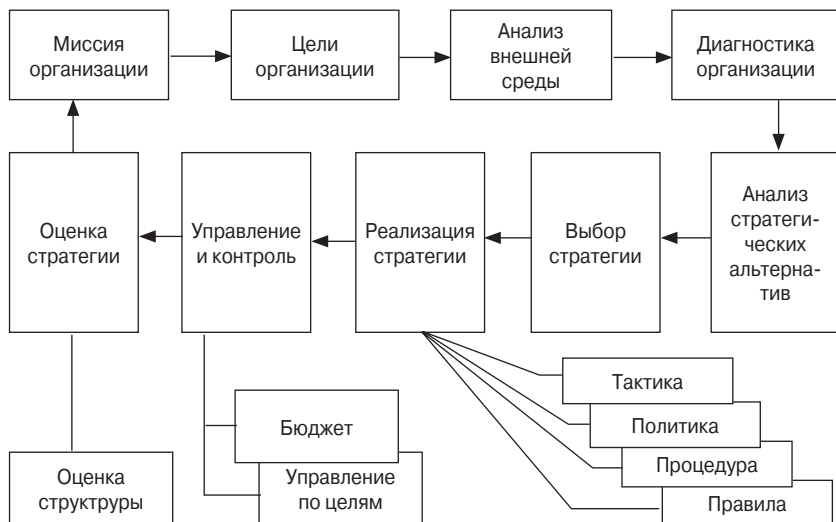 Миссия
организации
Цели
организации
Анализ
внешней
среды
Диагностика
организации
Оценка
стратегии
Управление
и контроль
Реализация
стратегии
Выбор
стратегии
Анализ
стратеги-
ческих
альтерна-
тив
Тактика
Политика
Процедура
Правила
Бюджет
Управление
по целям
Оценка
структруры